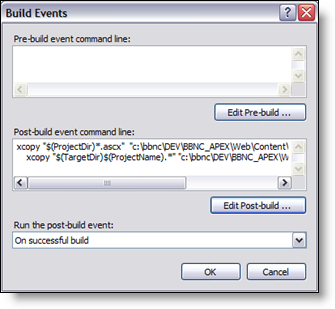 Build Events
Pre-build event command line:
Edit Pre-build ...
Post-build event command line:
xcopy "$(ProjectDir)*.ascx" "c:\bbnc\DEV\BBNC_APEX\Web\Content\
xcopy "$(TargetDir)$(ProjectName).*" "c:\bbnc\DEV\BBNC_APEX\W
Edit Post-build ...
Run the post-build event:
On successful build
OK
Cancel